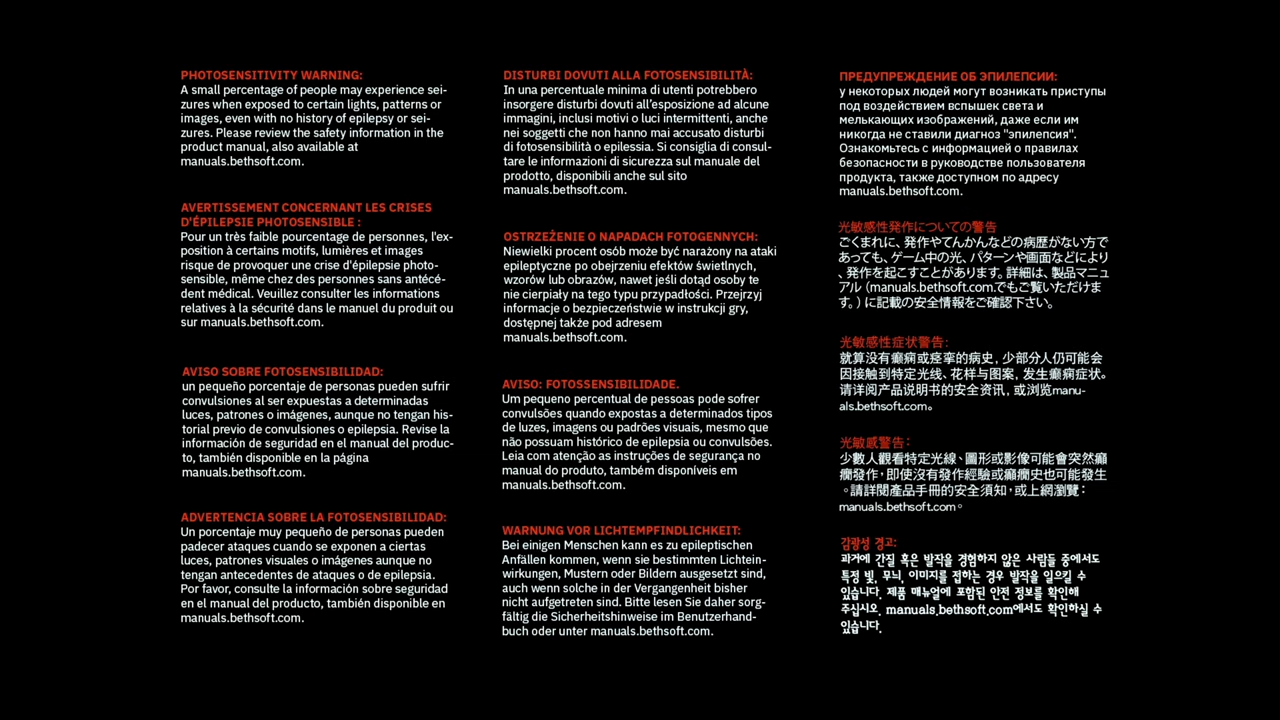 PHOTOSENSITIVITY WARNING:
A small percentage of people may experience sei-
zures when exposed to certain lights, patterns or
images, even with no history of epilepsy or sei-
zures. Please review the safety information in the
product manual, also available at
manuals.bethsoft.com.
AVERTISSEMENT CONCERNANT LES CRISES
D'ÉPILEPSIE PHOTOSENSIBLE :
Pour un très faible pourcentage de personnes, l'ex-
position à certains motifs, lumières et images
risque de provoquer une crise d'épilepsie photo-
sensible, même chez des personnes sans antécé-
dent médical. Veuillez consulter les informations
relatives à la sécurité dans le manuel du produit ou
sur manuals.bethsoft.com.
AVISO SOBRE FOTOSENSIBILIDAD:
un pequeño porcentaje de personas pueden sufrir
convulsiones al ser expuestas a determinadas
luces, patrones o imágenes, aunque no tengan his-
torial previo de convulsiones o epilepsia. Revise la
información de seguridad en el manual del produc-
to, también disponible en la página
manuals.bethsoft.com.
ADVERTENCIA SOBRE LA FOTOSENSIBILIDAD:
Un porcentaje muy pequeño de personas pueden
padecer ataques cuando se exponen a ciertas
luces, patrones visuales o imágenes aunque no
tengan antecedentes de ataques o de epilepsia.
Por favor, consulte la información sobre seguridad
en el manual del producto, también disponible en
manuals.bethsoft.com.
DISTURBI DOVUTI ALLA FOTOSENSIBILITÀ:
In una percentuale minima di utenti potrebbero
insorgere disturbi dovuti all'esposizione ad alcune
immagini, inclusi motivi o luci intermittenti, anche
nei soggetti che non hanno mai accusato disturbi
di fotosensibilità o epilessia. Si consiglia di consul-
tare le informazioni di sicurezza sul manuale del
prodotto, disponibili anche sul sito
manuals.bethsoft.com.
OSTRZEŻENIE O NAPADACH FOTOGENNYCH:
Niewielki procent osób może być narażony na ataki
epileptyczne po obejrzeniu efektów świetlnych,
wzorów lub obrazów, nawet jeśli dotąd osoby te
nie cierpiały na tego typu przypadłości. Przejrzyj
informacje o bezpieczeństwie w instrukcji gry,
dostępnej także pod adresem
manuals.bethsoft.com.
AVISO: FOTOSSENSIBILIDADE.
Um pequeno percentual de pessoas pode sofrer
convulsões quando expostas a determinados tipos
de luzes, imagens ou padrões visuais, mesmo que
não possuam histórico de epilepsia ou convulsões.
Leia com atenção as instruções de segurança no
manual do produto, também disponíveis em
manuals.bethsoft.com.
WARNUNG VOR LICHTEMPFINDLICHKEIT:
Bei einigen Menschen kann es zu epileptischen
Anfällen kommen, wenn sie bestimmten Lichtein-
wirkungen, Mustern oder Bildern ausgesetzt sind,
auch wenn solche in der Vergangenheit bisher
nicht aufgetreten sind. Bitte lesen Sie daher sorg-
fältig die Sicherheitshinweise im Benutzerhand-
buch oder unter manuals.bethsoft.com.
ПРЕДУПРЕЖДЕНИЕ ОБ ЭПИЛЕПСИИ:
у некоторых людей могут возникать приступы
под воздействием вспышек света и
мелькающих изображений, даже если им
никогда не ставили диагноз "эпилепсия".
Ознакомьтесь с информацией о правилах
безопасности в руководстве пользователя
продукта, также доступном по адресу
manuals.bethsoft.com.
光敏感性発作についての警告
ごくまれに、発作やてんかんなどの病歴がない方で
あっても、ゲーム中の光、パターンや画面などにより
、発作を起こすことがあります。詳細は、製品マニュ
アル（manuals.bethsoft.comでもご覧いただけま
す。）に記載の安全情報をご確認下さい。
光敏感性症状警告：
就算没有癫痫或痉挛的病史，少部分人仍可能会
因接触到特定光线、花样与图案，发生癫痫症状。
请详阅产品说明书的安全资讯，或浏览manu-
als.bethsoft.com。
光敏感警告：
少數人觀看特定光線、圖形或影像可能會突然癲
癇發作，即使沒有發作經驗或癲癇史也可能發生
。請詳閱產品手冊的安全須知，或上網瀏覽：
manuals.bethsoft.com。
감광성 경고:
과거에 간질 혹은 발작을 경험하지 않은 사람들 중에서도
특정 빛, 무늬, 이미지를 접하는 경우 발작을 일으킬 수
있습니다. 제품 매뉴얼에 포함된 안전 정보를 확인해
주십시오. manuals.bethsoft.com에서도 확인하실 수
있습니다.